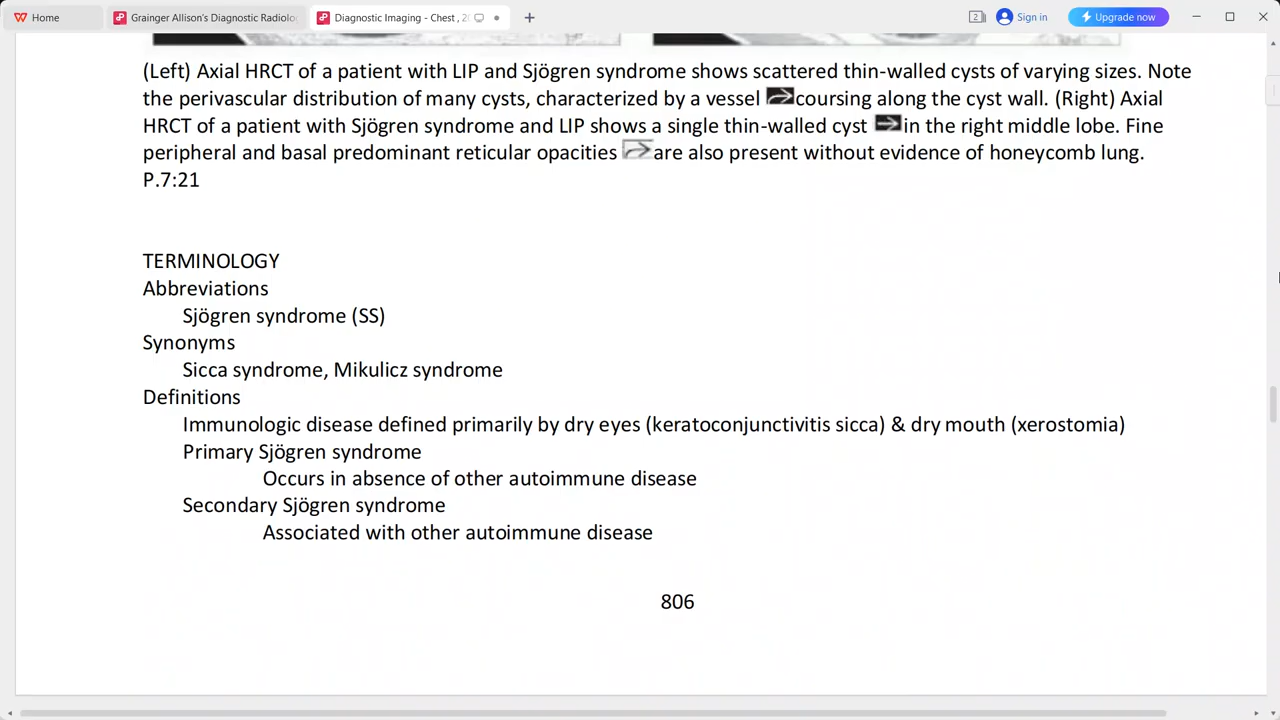 Home
Grainger Allison's Diagnostic Radiolo
Diagnostic Imaging - Chest , 2
2
Sign in
Upgrade now
(Left) Axial HRCT of a patient with LIP and Sjögren syndrome shows scattered thin-walled cysts of varying sizes. Note
the perivascular distribution of many cysts, characterized by a vessel coursing along the cyst wall. (Right) Axial
HRCT of a patient with Sjögren syndrome and LIP shows a single thin-walled cyst in the right middle lobe. Fine
peripheral and basal predominant reticular opacities are also present without evidence of honeycomb lung.
P.7:21
TERMINOLOGY
Abbreviations
Sjögren syndrome (SS)
Synonyms
Sicca syndrome, Mikulicz syndrome
Definitions
Immunologic disease defined primarily by dry eyes (keratoconjunctivitis sicca) & dry mouth (xerostomia)
Primary Sjögren syndrome
Occurs in absence of other autoimmune disease
Secondary Sjögren syndrome
Associated with other autoimmune disease
806